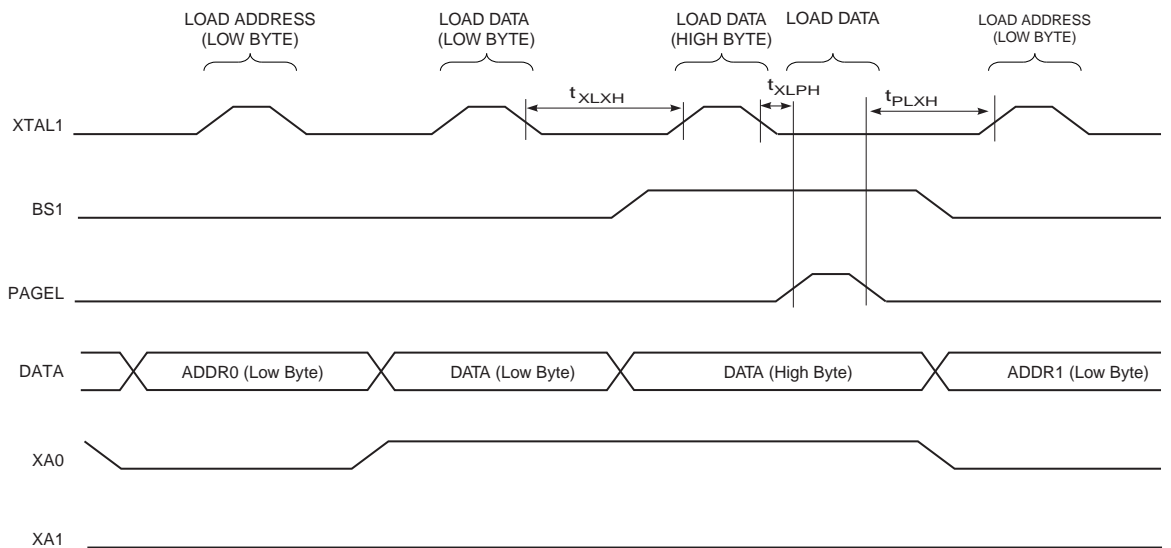 LOAD ADDRESS
(LOW BYTE)
LOAD DATA
(LOW BYTE)
LOAD DATA
(HIGH BYTE)
LOAD DATA
LOAD ADDRESS
(LOW BYTE)
tXLXH
tXLPH
tPLXH
XTAL1
BS1
PAGEL
DATA
ADDR0 (Low Byte)
DATA (Low Byte)
DATA (High Byte)
ADDR1 (Low Byte)
XA0
XA1